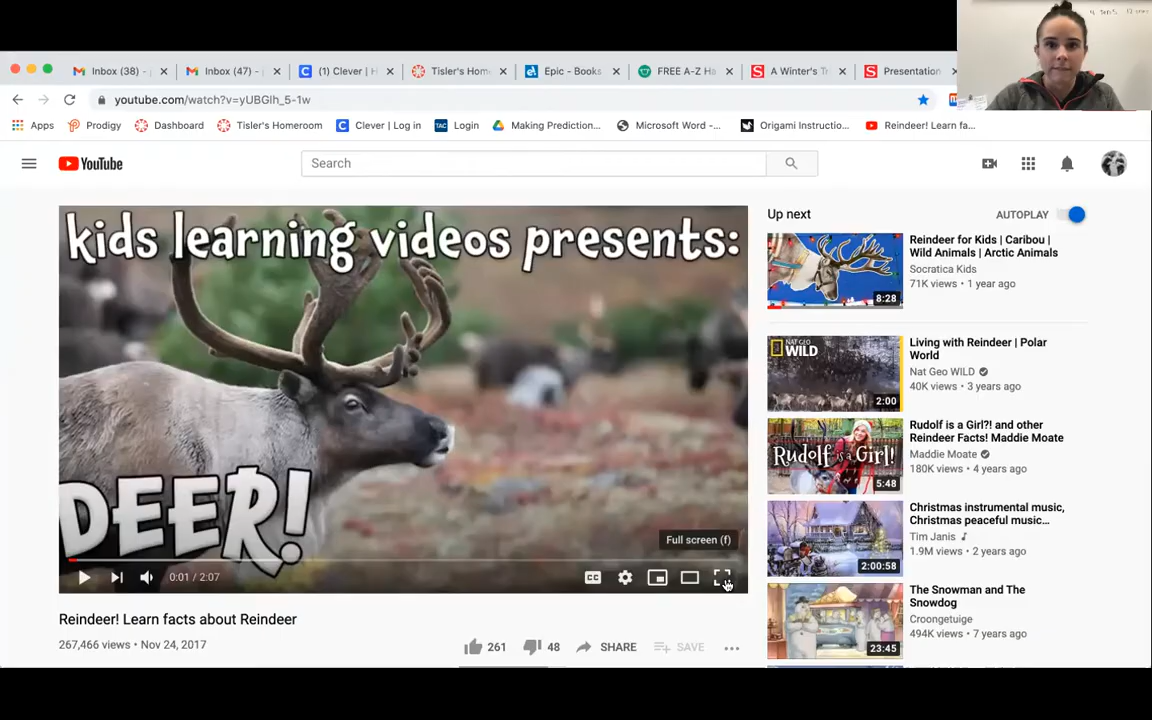 Inbox (38) -
Inbox (47) -
(1) Clever | H
Tisler's Hom
Epic - Books
FREE A-Z Ha
A Winter's T
Presentation
youtube.com/watch?v=yUBGlh_5-1w
Apps
Prodigy
Dashboard
Tisler's Homeroom
Clever | Log in
TAC
Login
Making Prediction...
Microsoft Word -...
Origami Instructio...
Reindeer! Learn fa...
YouTube
Search
kids learning videos presents:
DEER!
Full screen (f)
0:01 / 2:07
CC
Reindeer! Learn facts about Reindeer
267,466 views • Nov 24, 2017
261
48
SHARE
SAVE
Up next
AUTOPLAY
8:28
Reindeer for Kids | Caribou |
Wild Animals | Arctic Animals
Socratica Kids
71K views • 1 year ago
NAT GEO
WILD
2:00
Living with Reindeer | Polar
World
Nat Geo WILD
40K views • 3 years ago
RUDOLF is a GiRL!
5:48
Rudolf is a Girl?! and other
Reindeer Facts! Maddie Moate
Maddie Moate
180K views • 4 years ago
2:00:58
Christmas instrumental music,
Christmas peaceful music...
Tim Janis
1.9M views • 2 years ago
23:45
The Snowman and The
Snowdog
Croongetuige
494K views • 7 years ago